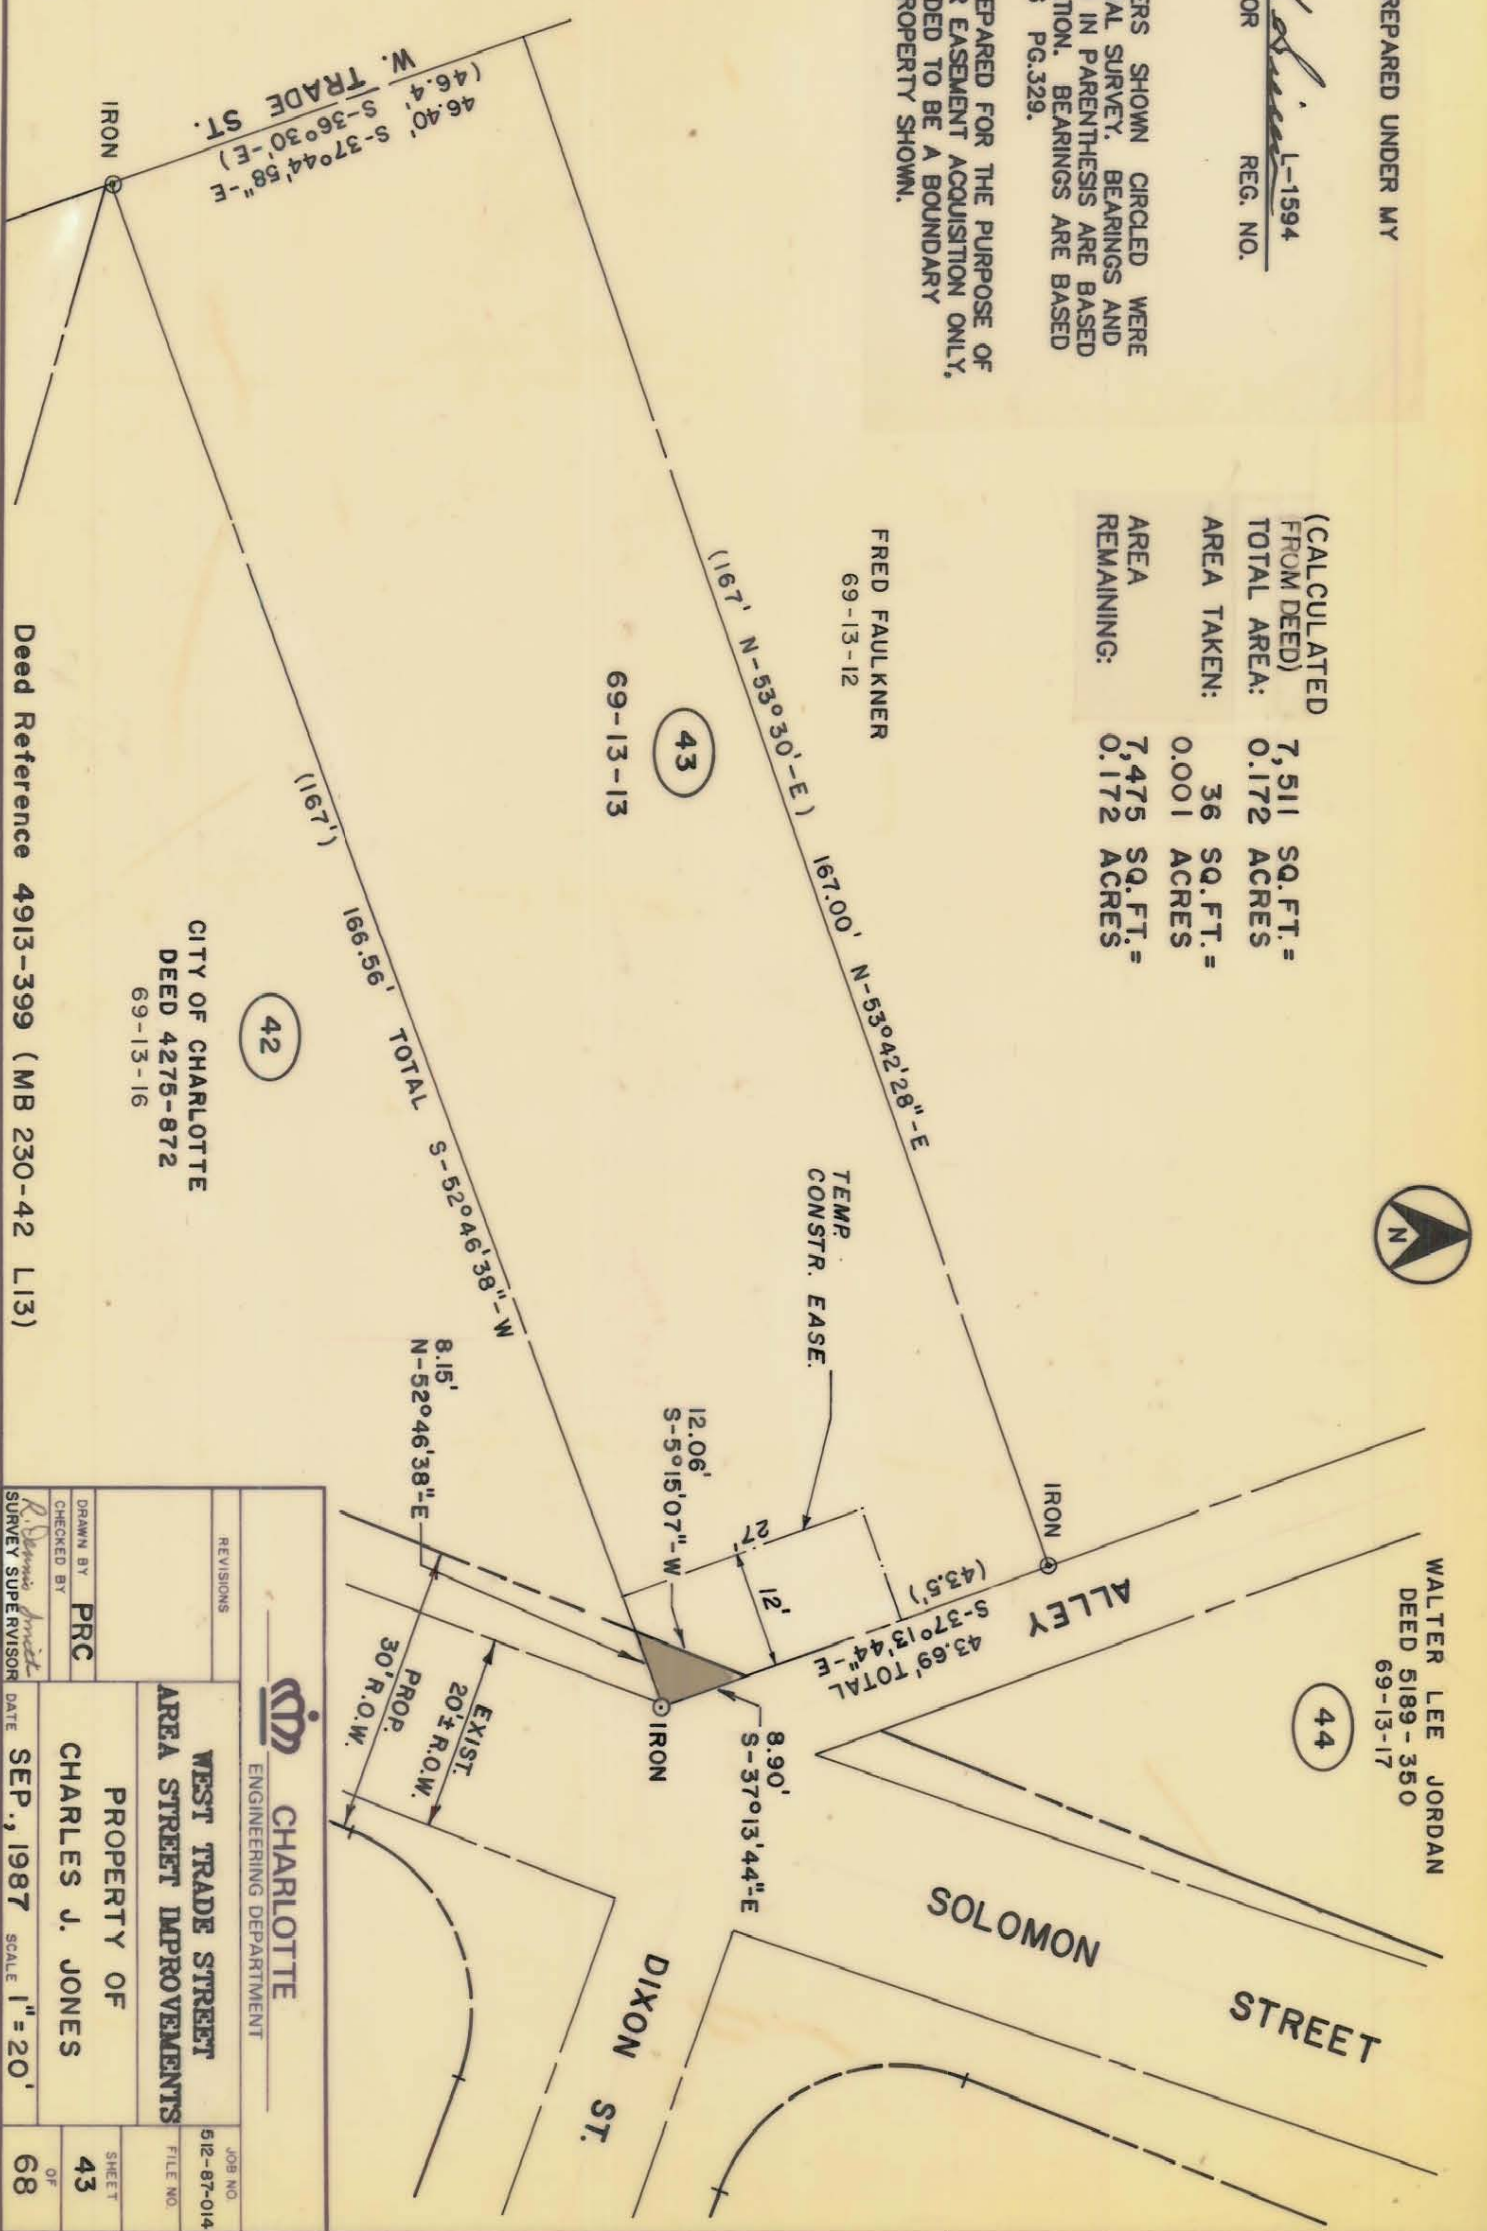 REPARED UNDER MY
L-1594
OR REG. NO.
ERS SHOWN CIRCLED WERE
AL SURVEY. BEARINGS AND
IN PARENTHESIS ARE BASED
TION. BEARINGS ARE BASED
PG.329.
EPARED FOR THE PURPOSE OF
R EASEMENT ACQUISITION ONLY,
DED TO BE A BOUNDARY
ROPERTY SHOWN.
(CALCULATED
FROM DEED)
TOTAL AREA: 7,511 SQ.FT.=
0.172 ACRES
AREA TAKEN: 36 SQ.FT.=
0.001 ACRES
AREA
REMAINING: 7,475 SQ.FT.=
0.172 ACRES
N
WALTER LEE JORDAN
DEED 5189-350
69-13-17
44
SOLOMON
STREET
FRED FAULKNER
69-13-12
(167' N-53°30'-E) 167.00' N-53°42'28"-E
43
69-13-13
TEMP.
CONSTR. EASE.
IRON
ALLEY
(43.5')
S-37°13'44"-E
43.69' TOTAL
27'
12'
12.06'
S-5°15'07"-W
8.90'
S-37°13'44"-E
IRON
DIXON ST.
EXIST.
20'± R.O.W.
PROP.
30' R.O.W.
8.15'
N-52°46'38"-E
W. TRADE ST.
(46.4' S-36°30'-E)
46.40' S-37°44'58"-E
IRON
(167') 166.56' TOTAL S-52°46'38"-W
42
CITY OF CHARLOTTE
DEED 4275-872
69-13-16
Deed Reference 4913-399 (MB 230-42 L13)
CHARLOTTE
ENGINEERING DEPARTMENT
REVISIONS
WEST TRADE STREET
AREA STREET IMPROVEMENTS
JOB NO.
512-87-014
FILE NO.
PROPERTY OF
CHARLES J. JONES
DRAWN BY PRC
CHECKED BY
R. Dennis Smith
SURVEY SUPERVISOR
DATE SEP., 1987 SCALE 1"=20'
SHEET
43
OF
68